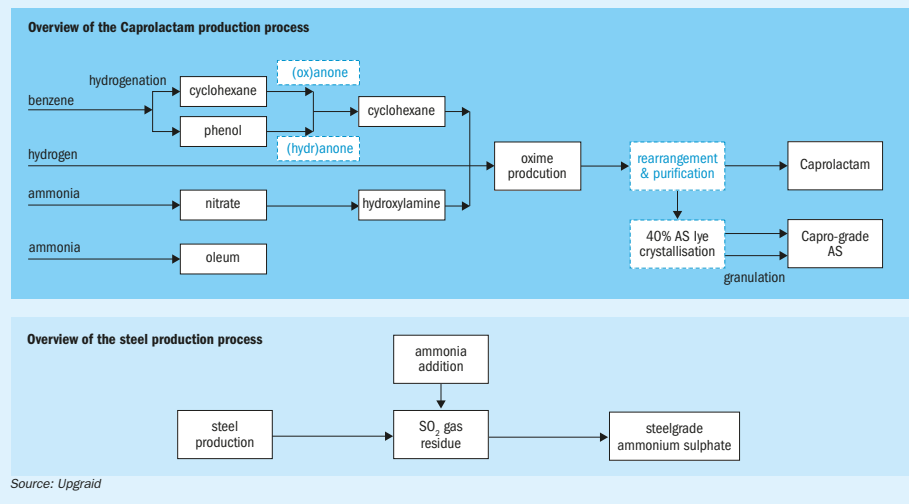 Overview of the Caprolactam production process
(ox)anone
hydrogenation
cyclohexane
benzene
cyclohexane
phenol
(hydr)anone
hydrogen
oxime
prodcution
rearrangement
& purification
Caprolactam
ammonia
nitrate
hydroxylamine
40% AS lye
crystallisation
Capro-grade
AS
ammonia
oleum
granulation
Overview of the steel production process
ammonia
addition
steel
production
SO₂ gas
residue
steelgrade
ammonium sulphate
Source: Upgraid